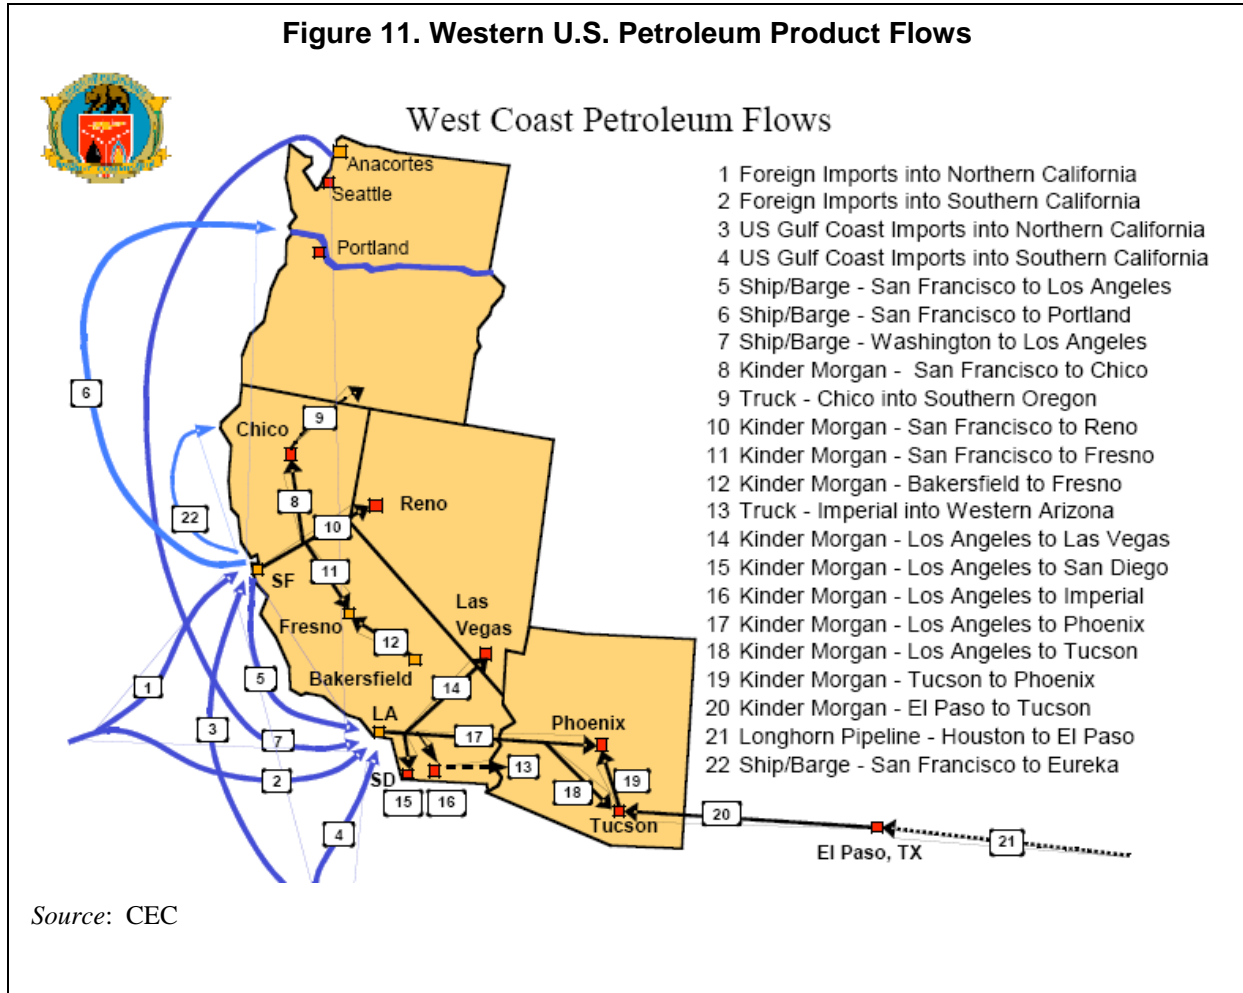 Figure 11. Western U.S. Petroleum Product Flows
West Coast Petroleum Flows
Anacortes
Seattle
Portland
1 Foreign Imports into Northern California
2 Foreign Imports into Southern California
3 US Gulf Coast Imports into Northern California
4 US Gulf Coast Imports into Southern California
5 Ship/Barge - San Francisco to Los Angeles
6 Ship/Barge - San Francisco to Portland
7 Ship/Barge - Washington to Los Angeles
8 Kinder Morgan - San Francisco to Chico
9 Truck - Chico into Southern Oregon
10 Kinder Morgan - San Francisco to Reno
11 Kinder Morgan - San Francisco to Fresno
12 Kinder Morgan - Bakersfield to Fresno
13 Truck - Imperial into Western Arizona
14 Kinder Morgan - Los Angeles to Las Vegas
15 Kinder Morgan - Los Angeles to San Diego
16 Kinder Morgan - Los Angeles to Imperial
17 Kinder Morgan - Los Angeles to Phoenix
18 Kinder Morgan - Los Angeles to Tucson
19 Kinder Morgan - Tucson to Phoenix
20 Kinder Morgan - El Paso to Tucson
21 Longhorn Pipeline - Houston to El Paso
22 Ship/Barge - San Francisco to Eureka
6
9
Chico
8
Reno
22
10
SF
11
Las
Vegas
Fresno
12
Bakersfield
1
5
14
LA
Phoenix
3
7
17
2
SD
13
15
16
18
19
Tucson
20
4
El Paso, TX
21
Source: CEC